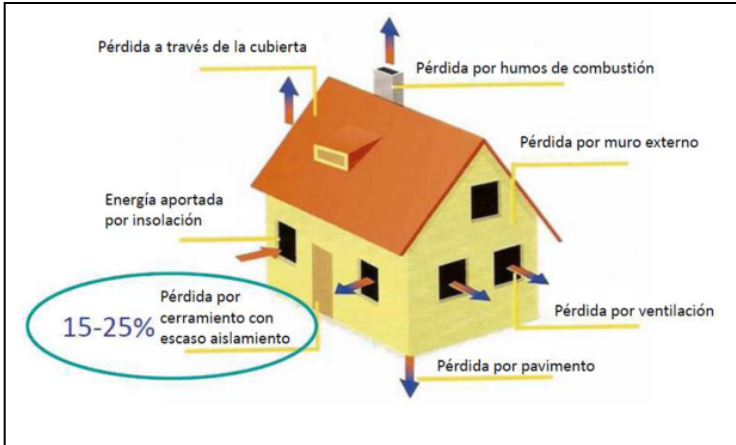 Pérdida a través de la cubierta
Pérdida por humos de combustión
Pérdida por muro externo
Energía aportada
por insolación
15-25%
Pérdida por
cerramiento con
escaso aislamiento
Pérdida por ventilación
Pérdida por pavimento